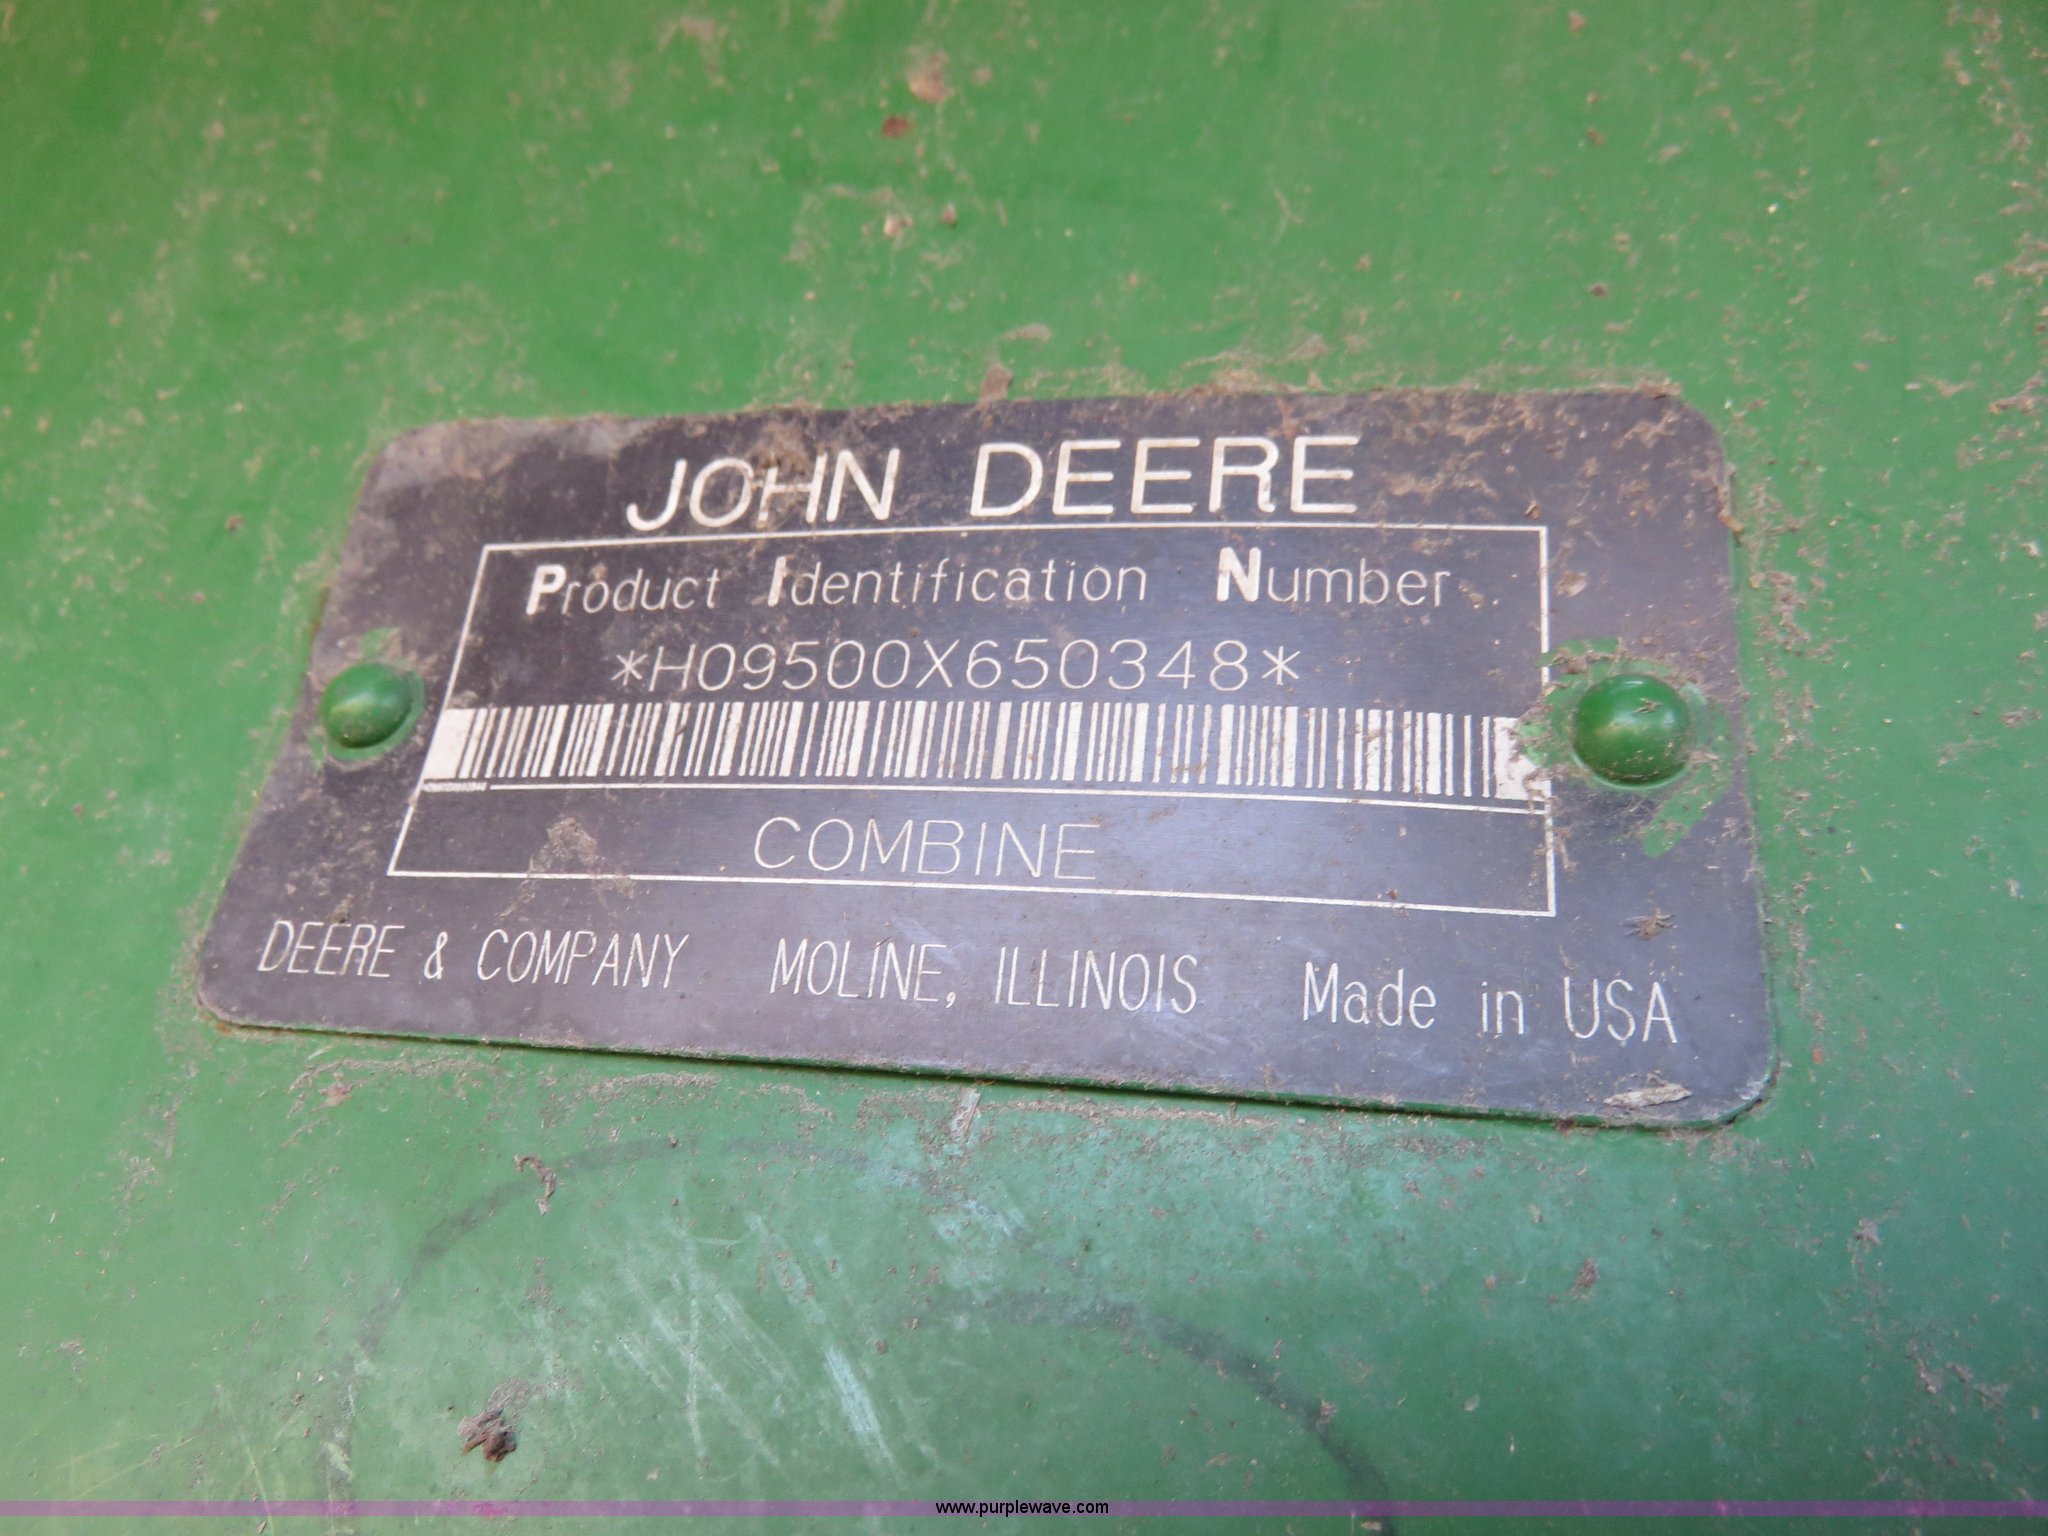 JOHN DEERE
Product Identification Number
*H09500X650348*
COMBINE
DEERE & COMPANY MOLINE, ILLINOIS Made in USA
www.purplewave.com